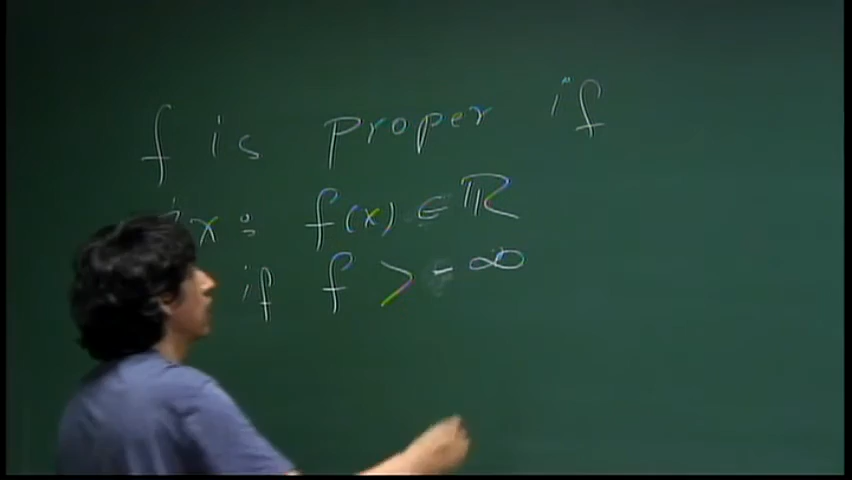 f is proper if
x : f(x) ∈ ℝ
if f > -∞